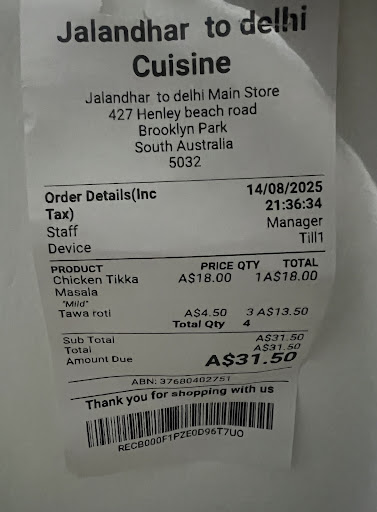 Jalandhar to delhi
Cuisine
Jalandhar to delhi Main Store
427 Henley beach road
Brooklyn Park
South Australia
5032
Order Details(Inc Tax) 14/08/2025
21:36:34
Staff Manager
Device Till1
PRODUCT PRICE QTY TOTAL
Chicken Tikka A$18.00 1 A$18.00
Masala
"Mild"
Tawa roti A$4.50 3 A$13.50
Total Qty 4
Sub Total A$31.50
Total A$31.50
Amount Due A$31.50
ABN: 37680402751
Thank you for shopping with us
RECB000F1PZE0D96T7UO